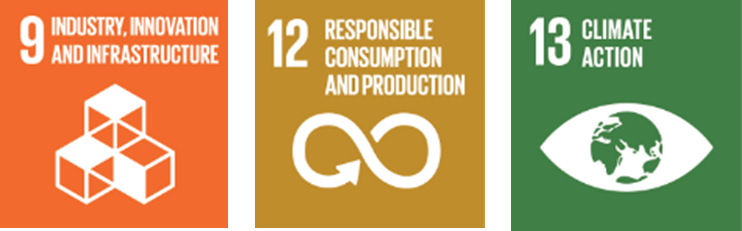 9 INDUSTRY, INNOVATION
AND INFRASTRUCTURE
12 RESPONSIBLE
CONSUMPTION
AND PRODUCTION
13 CLIMATE
ACTION